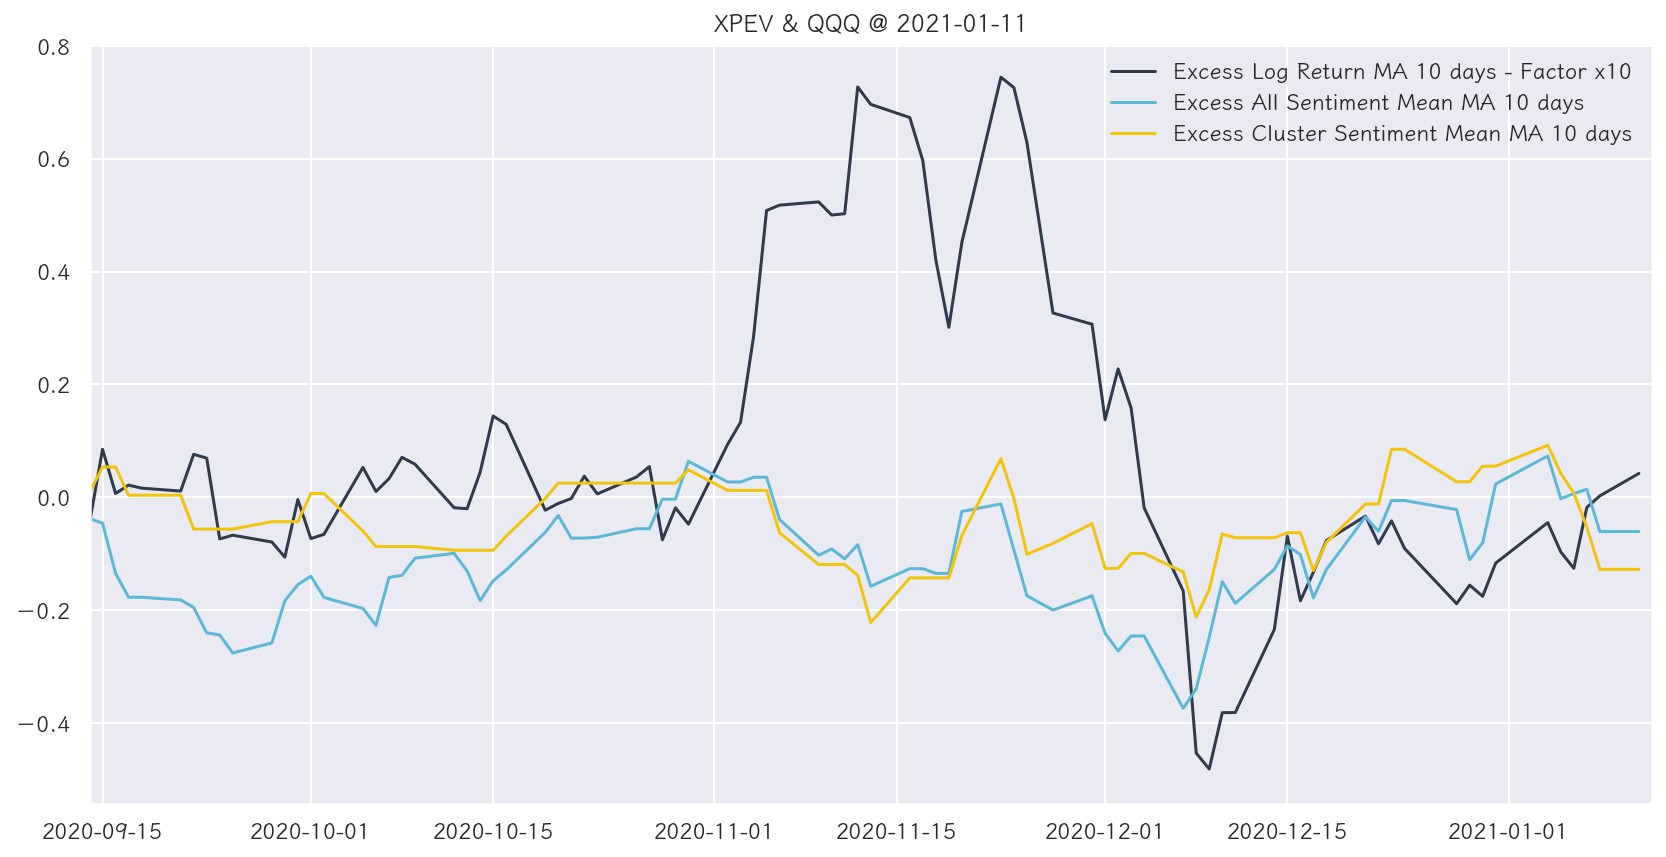 XPEV & QQQ @ 2021-01-11
0.8
0.6
0.4
0.2
0.0
−0.2
−0.4
Excess Log Return MA 10 days - Factor x10
Excess All Sentiment Mean MA 10 days
Excess Cluster Sentiment Mean MA 10 days
2020-09-15 2020-10-01 2020-10-15 2020-11-01 2020-11-15 2020-12-01 2020-12-15 2021-01-01